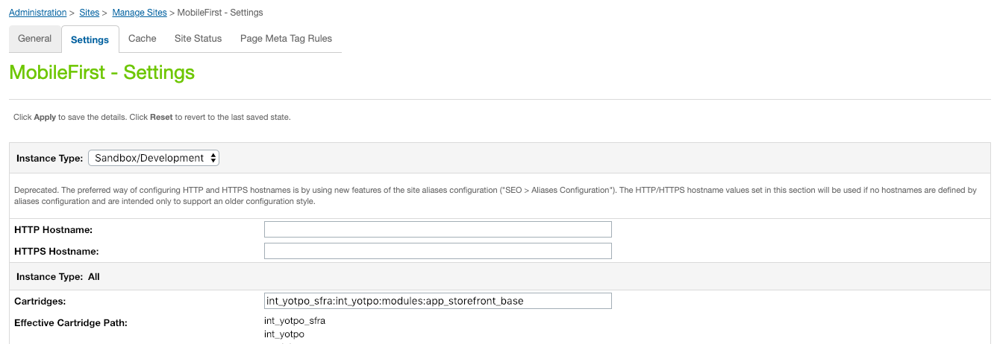 Administration > Sites > Manage Sites > MobileFirst - Settings
General Settings Cache Site Status Page Meta Tag Rules
MobileFirst - Settings
Click Apply to save the details. Click Reset to revert to the last saved state.
Instance Type: Sandbox/Development
Deprecated. The preferred way of configuring HTTP and HTTPS hostnames is by using new features of the site aliases configuration ("SEO > Aliases Configuration"). The HTTP/HTTPS hostname values set in this section will be used if no hostnames are defined by
aliases configuration and are intended only to support an older configuration style.
HTTP Hostname:
HTTPS Hostname:
Instance Type: All
Cartridges: int_yotpo_sfra:int_yotpo:modules:app_storefront_base
Effective Cartridge Path: int_yotpo_sfra
int_yotpo